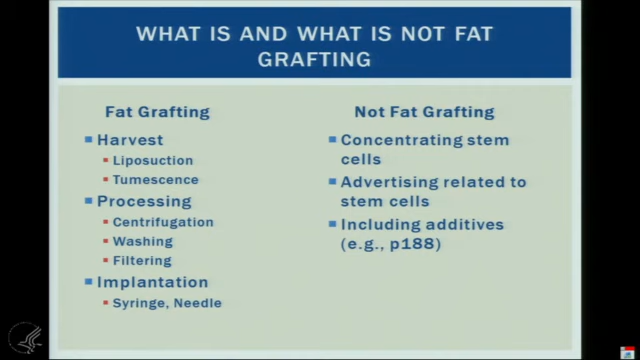 WHAT IS AND WHAT IS NOT FAT
GRAFTING
Fat Grafting
Harvest
Liposuction
Tumescence
Processing
Centrifugation
Washing
Filtering
Implantation
Syringe, Needle
Not Fat Grafting
Concentrating stem
cells
Advertising related to
stem cells
Including additives
(e.g., p188)